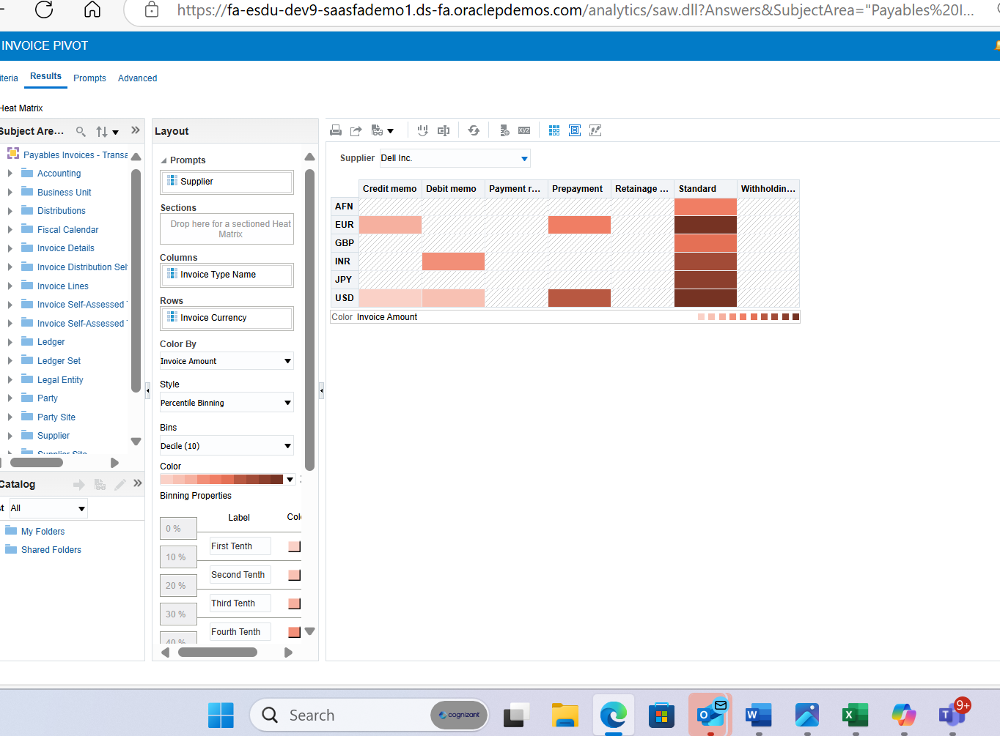 https://fa-esdu-dev9-saasfademo1.ds-fa.oraclepdemos.com/analytics/saw.dll?Answers&SubjectArea="Payables%20I...
INVOICE PIVOT
iteria Results Prompts Advanced
Heat Matrix
Subject Are...
Payables Invoices - Transa
Accounting
Business Unit
Distributions
Fiscal Calendar
Invoice Details
Invoice Distribution Sel
Invoice Lines
Invoice Self-Assessed T
Invoice Self-Assessed T
Ledger
Ledger Set
Legal Entity
Party
Party Site
Supplier
Supplier Site
Catalog
st All
My Folders
Shared Folders
Layout
Prompts
Supplier
Sections
Drop here for a sectioned Heat
Matrix
Columns
Invoice Type Name
Rows
Invoice Currency
Color By
Invoice Amount
Style
Percentile Binning
Bins
Decile (10)
Color
Binning Properties
Label Colo
0 %
First Tenth
10 %
Second Tenth
20 %
Third Tenth
30 %
Fourth Tenth
40 %
xyz
Supplier Dell Inc.
Credit memo Debit memo Payment r... Prepayment Retainage ... Standard Withholdin...
AFN
EUR
GBP
INR
JPY
USD
Color Invoice Amount
Search cognizant 9+